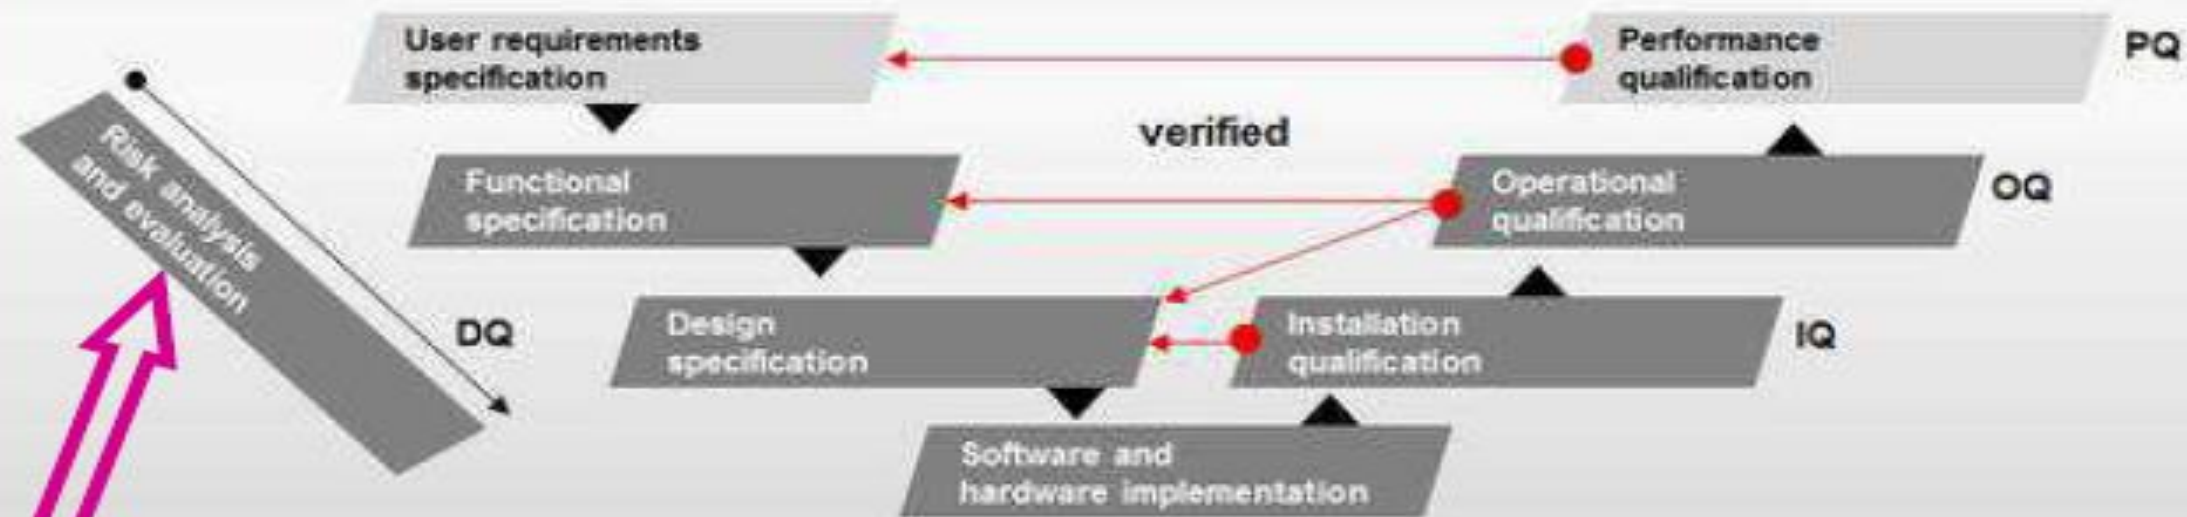 User requirements
specification
Performance
qualification
PQ
verified
Risk analysis
and evaluation
Functional
specification
Operational
qualification
OQ
DQ
Design
specification
Installation
qualification
IQ
Software and
hardware implementation